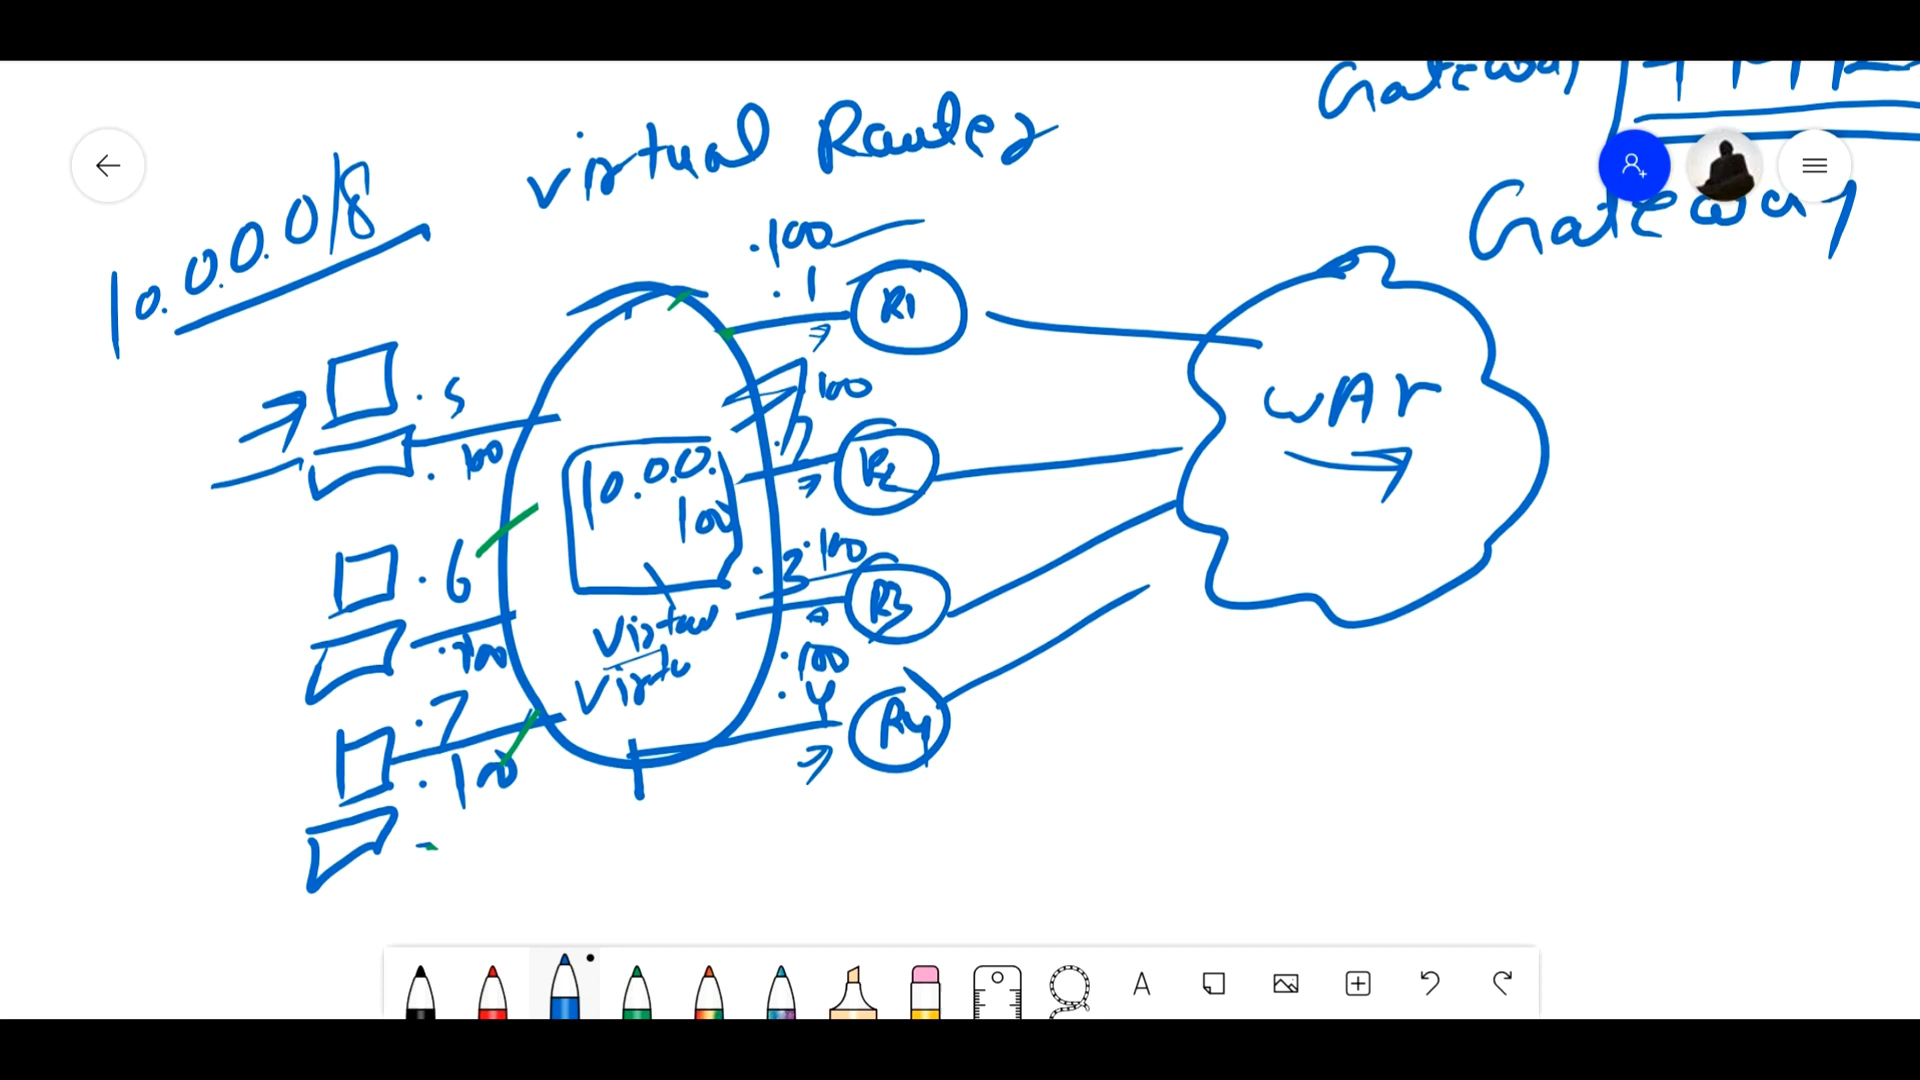 Gateway
virtual Router
10.0.0.0/8
Gateway
.100
.1
R1
.5
.100
100
R2
WAN
10.0.0.
100
.6
.100
.3
.100
R3
Virtual
Virtu
.7
.100
.100
.4
R4
A